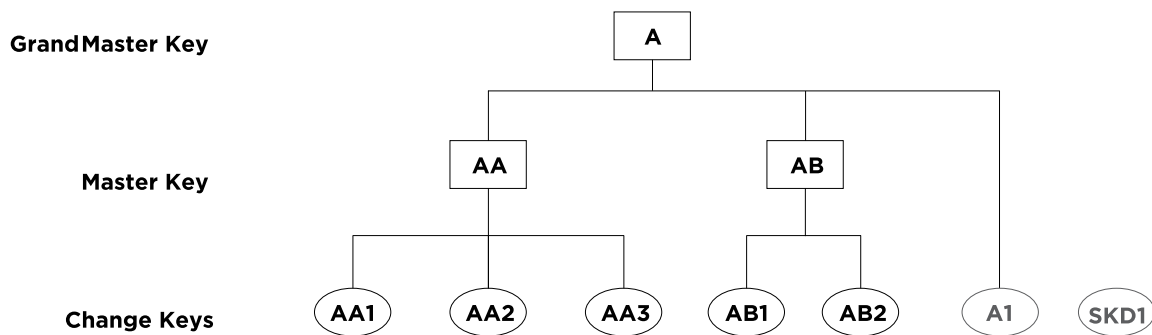 GrandMaster Key
A
Master Key
AA
AB
Change Keys
AA1
AA2
AA3
AB1
AB2
A1
SKD1